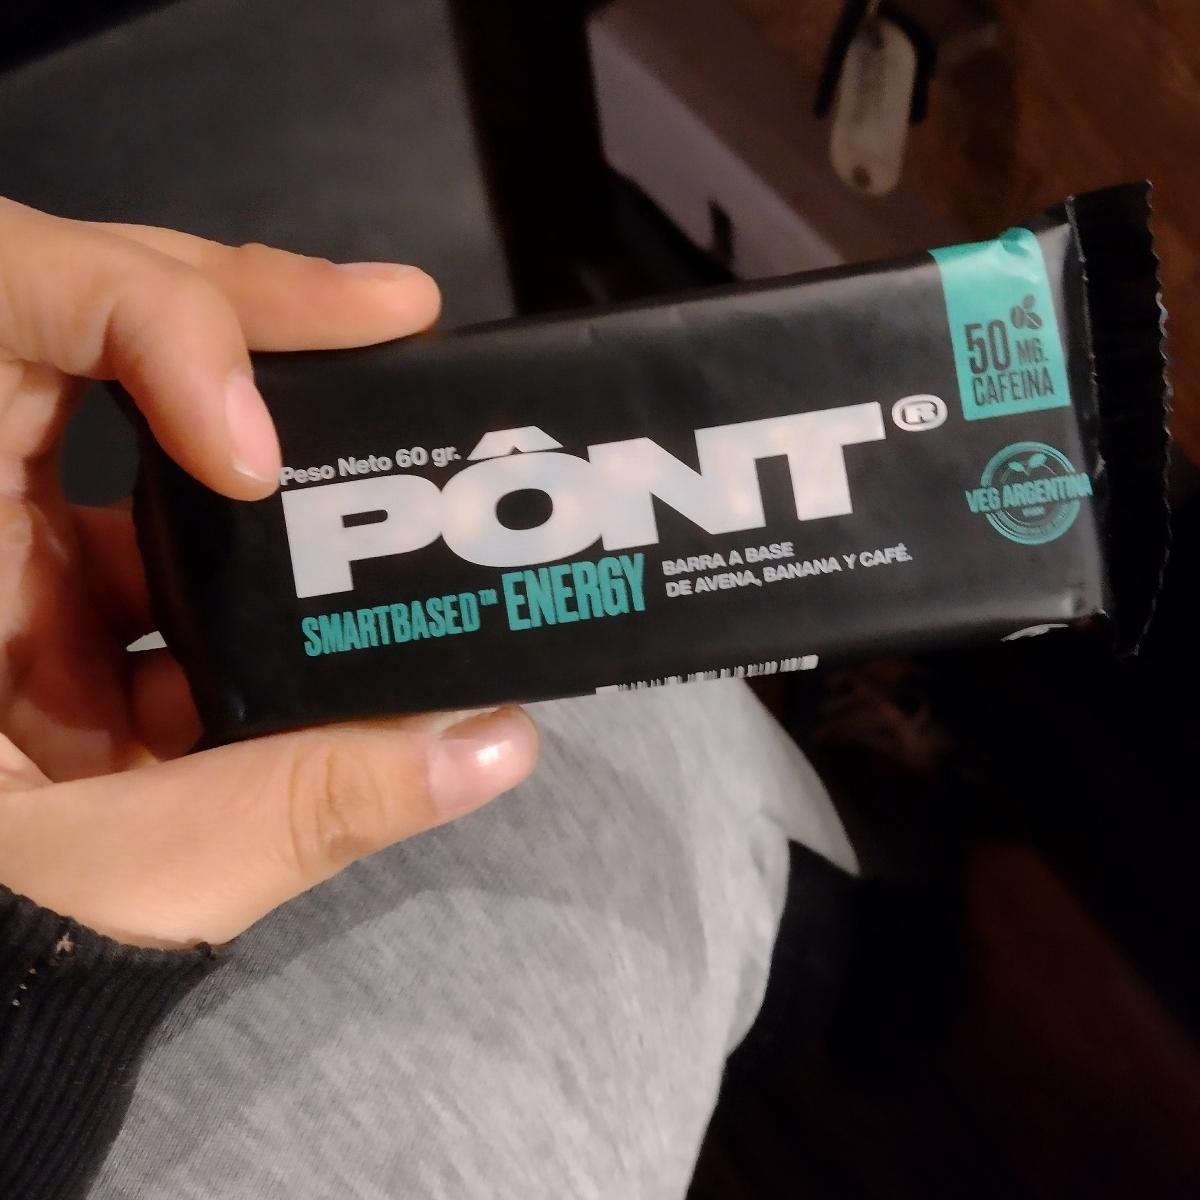 50 MG.
CAFEINA
Peso Neto 60 gr.
PÔNT®
VEG ARGENTINA
SMARTBASED™ ENERGY
BARRA A BASE
DE AVENA, BANANA Y CAFÉ.